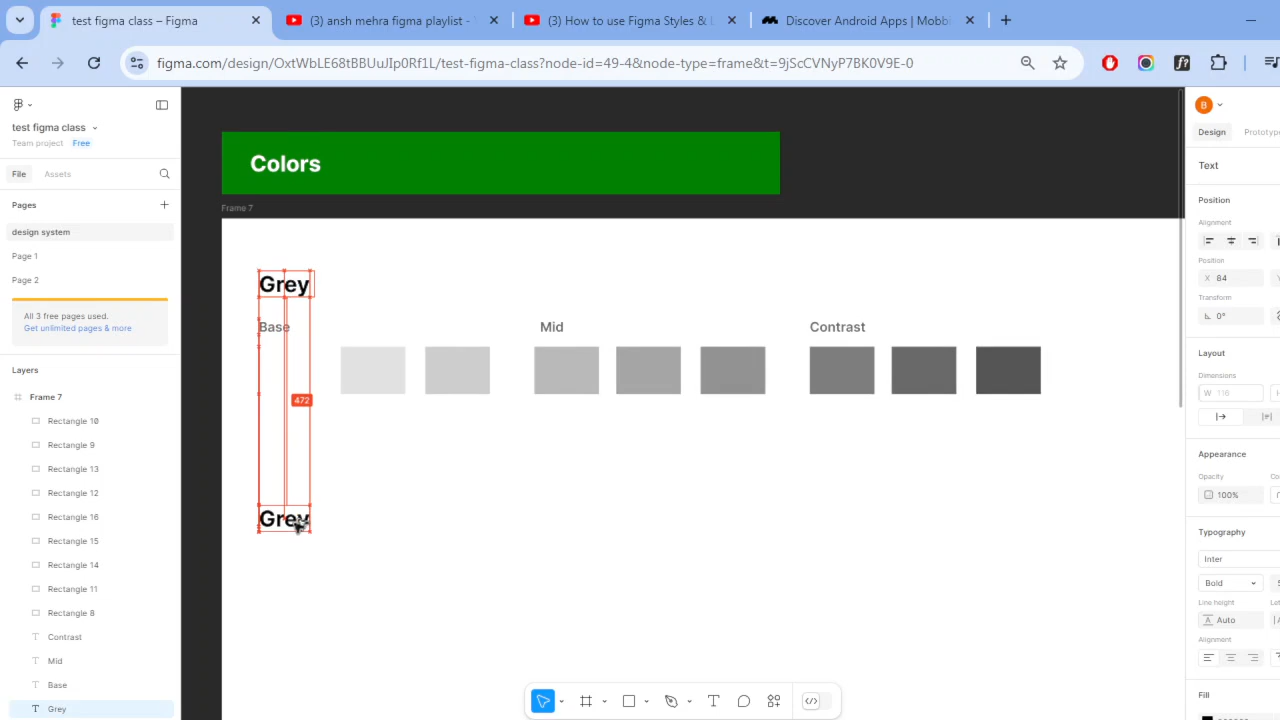 test figma class – Figma
(3) ansh mehra figma playlist -
(3) How to use Figma Styles &
Discover Android Apps | Mobbi
figma.com/design/OxtWbLE68tBBUuJIp0Rf1L/test-figma-class?node-id=49-4&node-type=frame&t=9jScCVNyP7BK0V9E-0
test figma class
Team project Free
File Assets
Pages
design system
Page 1
Page 2
All 3 free pages used.
Get unlimited pages & more
Layers
Frame 7
Rectangle 10
Rectangle 9
Rectangle 13
Rectangle 12
Rectangle 16
Rectangle 15
Rectangle 14
Rectangle 11
Rectangle 8
Contrast
Mid
Base
Grey
Colors
Frame 7
Grey
Base Mid Contrast
472
Grey
B
Design Prototype
Text
Position
Alignment
Position
X 84
Transform
0°
Layout
Dimensions
W 116
Appearance
Opacity
100%
Typography
Inter
Bold
Line height
Auto
Alignment
Fill